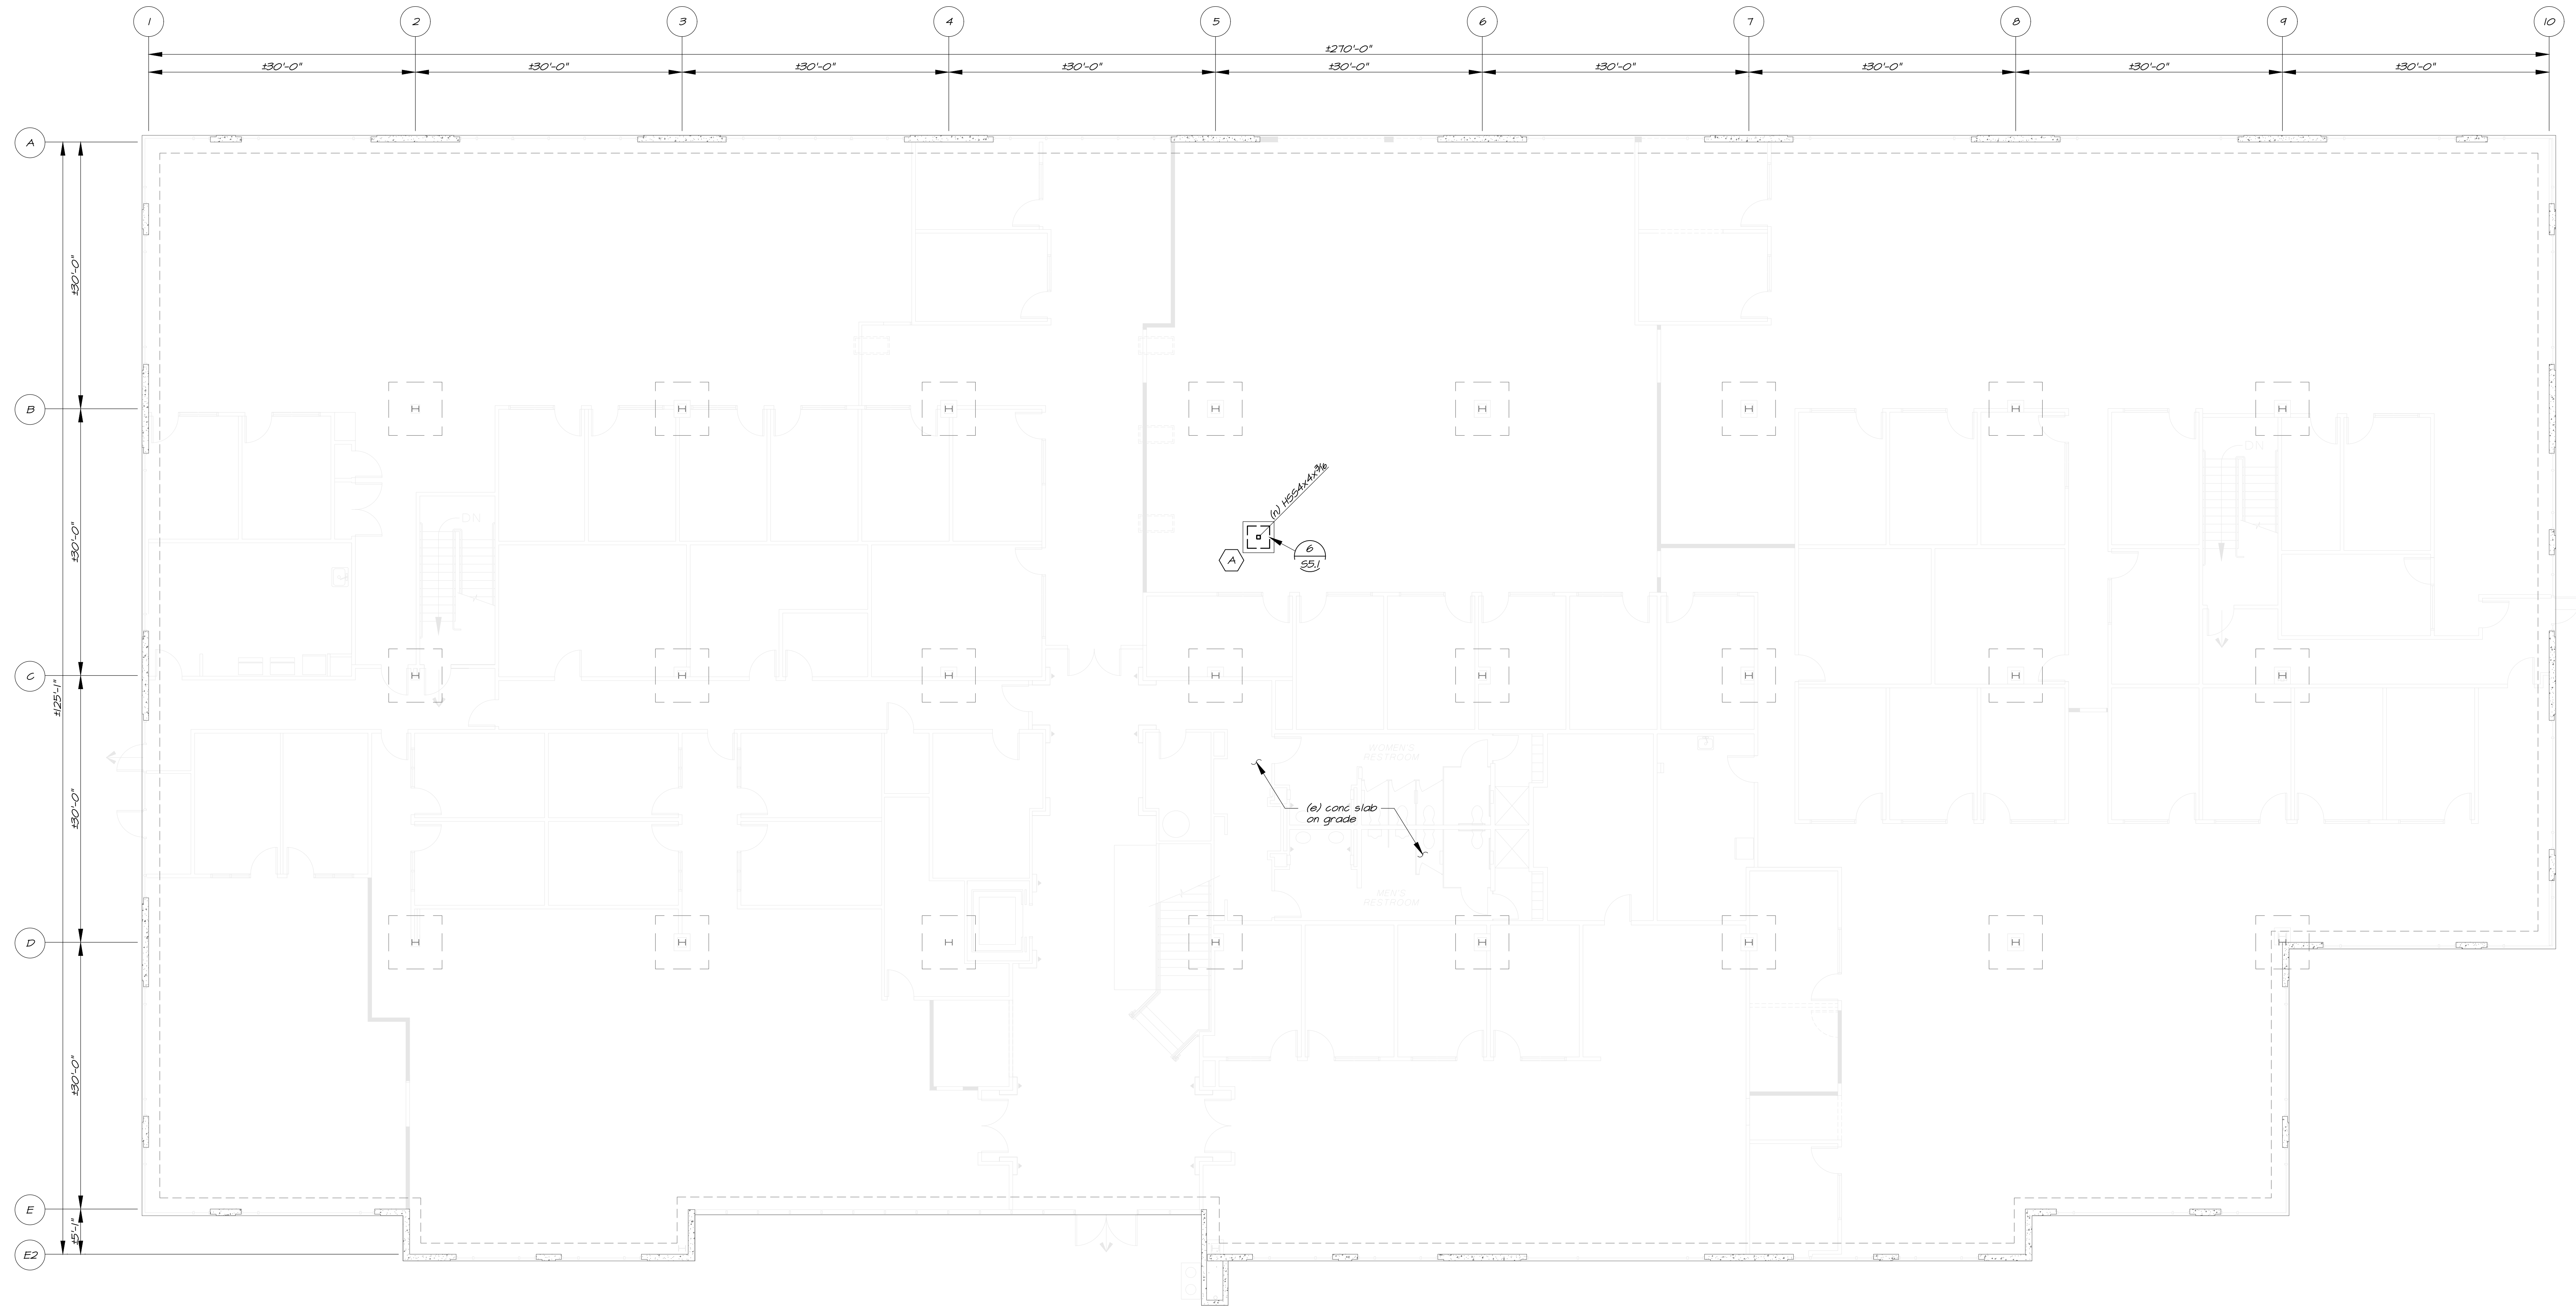 1 2 3 4 5 6 7 8 9 10
±270'-0"
±30'-0" ±30'-0" ±30'-0" ±30'-0" ±30'-0" ±30'-0" ±30'-0" ±30'-0" ±30'-0"
A
±30'-0"
B
DN
DN
(n) HSS4x4x3/16
±30'-0"
6
A
S5.1
C
±125'-1"
WOMEN'S
RESTROOM
±30'-0"
(e) conc slab
on grade
MEN'S
RESTROOM
D
±30'-0"
E
±5'-1"
E2